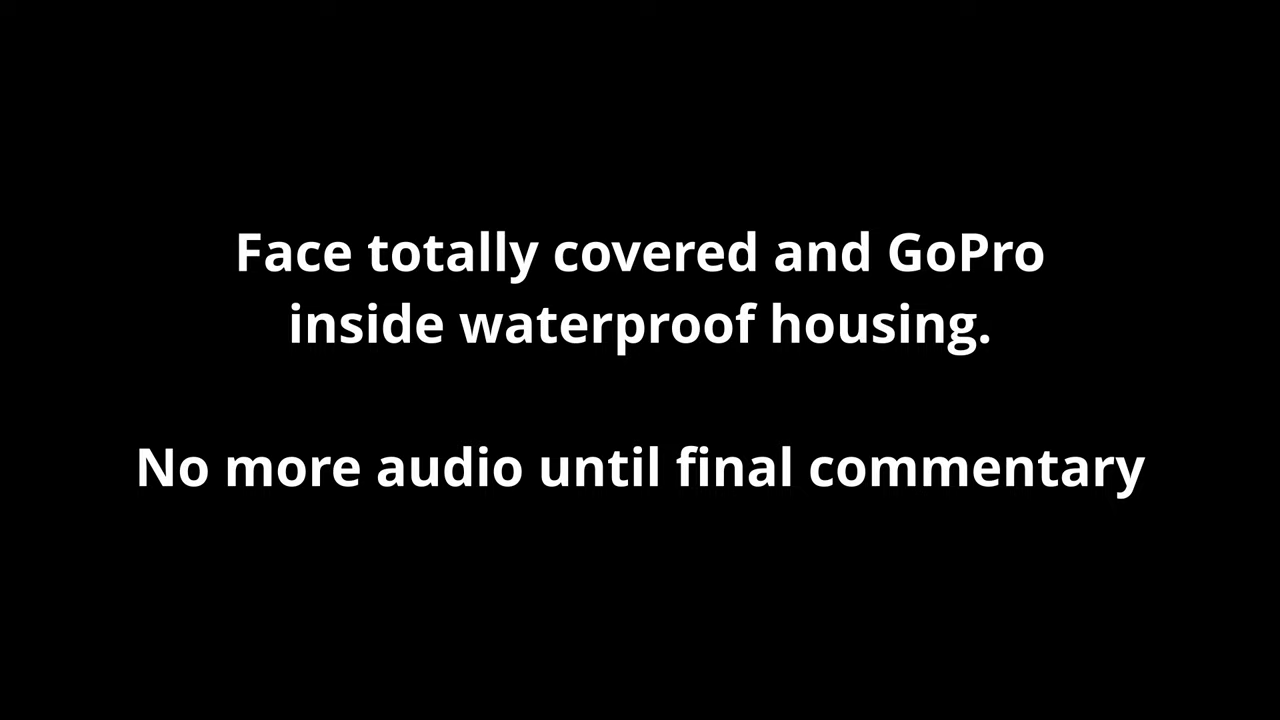 Face totally covered and GoPro
inside waterproof housing.
No more audio until final commentary